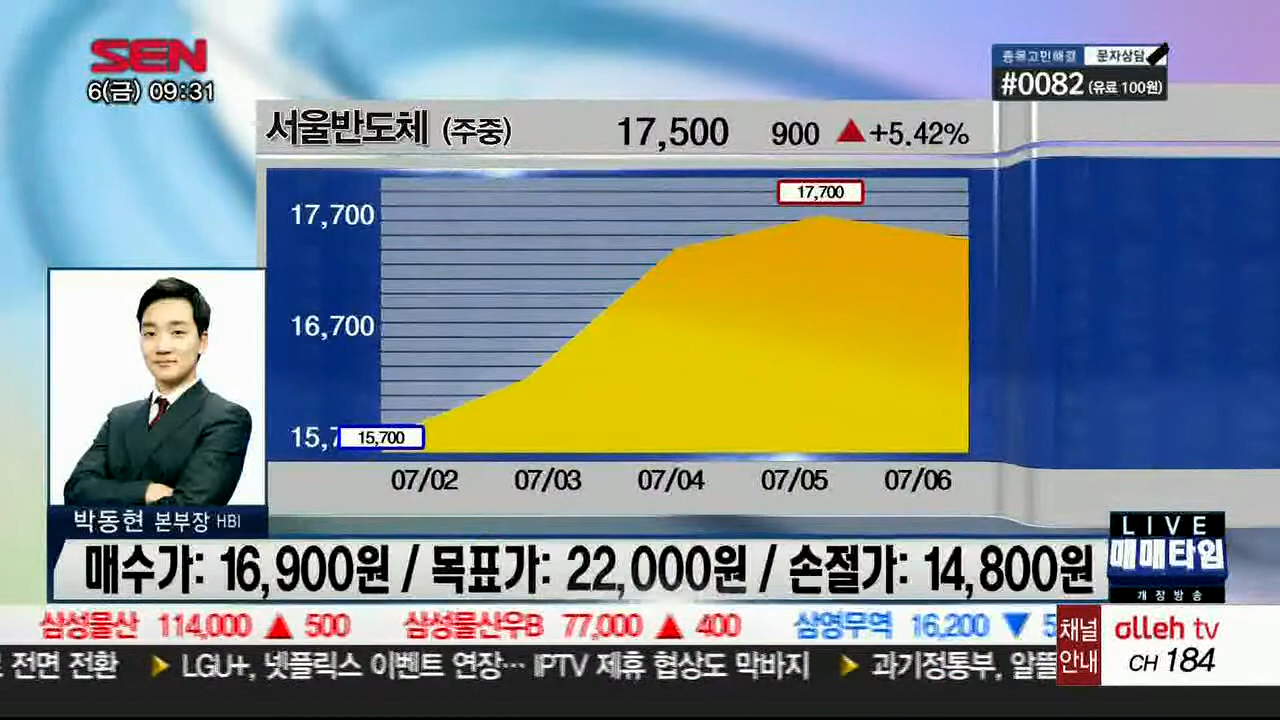 SEN
6(금) 09:31
종목고민해결 문자상담
#0082 (유료 100원)
서울반도체 (주중) 17,500 900 ▲ +5.42%
17,700
17,700
16,700
15,7
15,700
07/02 07/03 07/04 07/05 07/06
박동현 본부장 HBI
매수가: 16,900원 / 목표가: 22,000원 / 손절가: 14,800원
LIVE
매매타임
개장방송
삼성물산 114,000 ▲ 500 삼성물산우B 77,000 ▲ 400 삼영무역 16,200 ▼ 5
전면 전환 ▶ LGU+, 넷플릭스 이벤트 연장… IPTV 제휴 협상도 막바지 ▶ 과기정통부, 알뜰
채널안내
olleh tv
CH 184